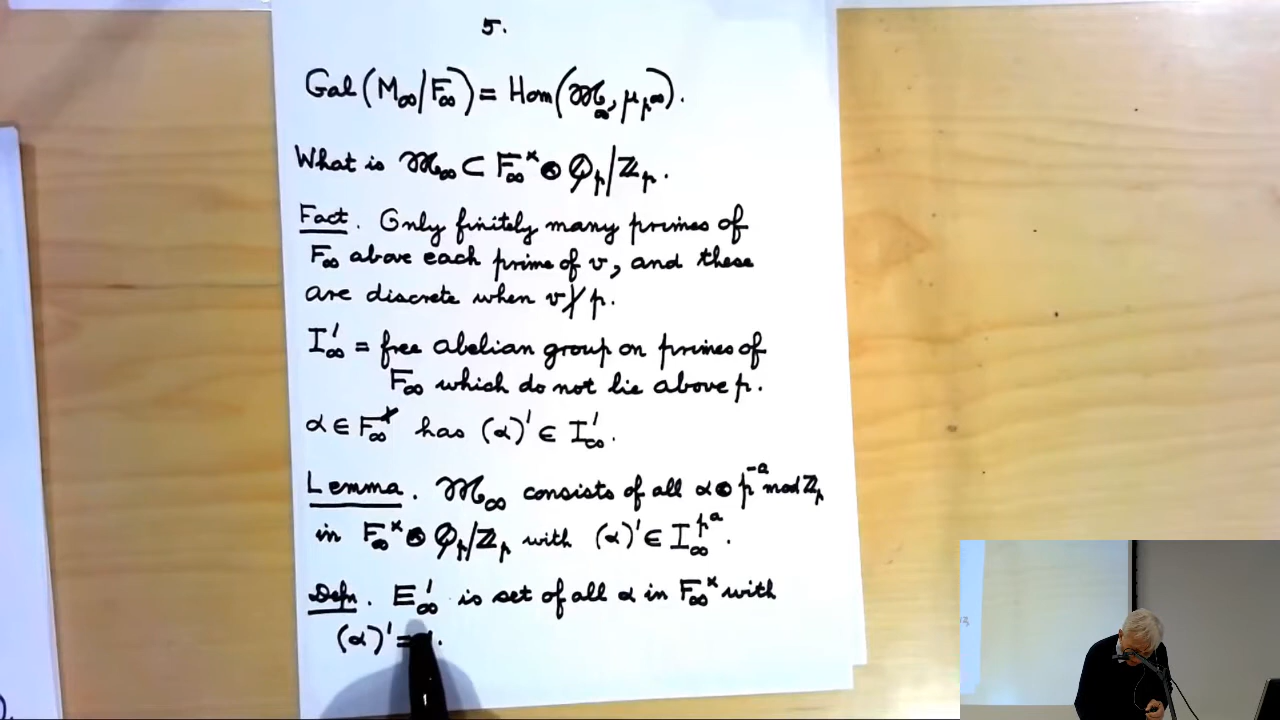 5.
Gal(M∞/F∞) = Hom(𝔐∞, μp∞).
What is 𝔐∞ ⊂ F∞^× ⊗ ℚp/ℤp.
Fact. Only finitely many primes of
F∞ above each prime of v, and these
are discrete when v∤p.
I'∞ = free abelian group on primes of
F∞ which do not lie above p.
α ∈ F∞^× has (α)' ∈ I'∞.
Lemma. 𝔐∞ consists of all α ⊗ p^-a mod ℤp
in F∞^× ⊗ ℚp/ℤp with (α)' ∈ I∞^p^a.
Defn. E'∞ is set of all α in F∞^× with
(α)' =